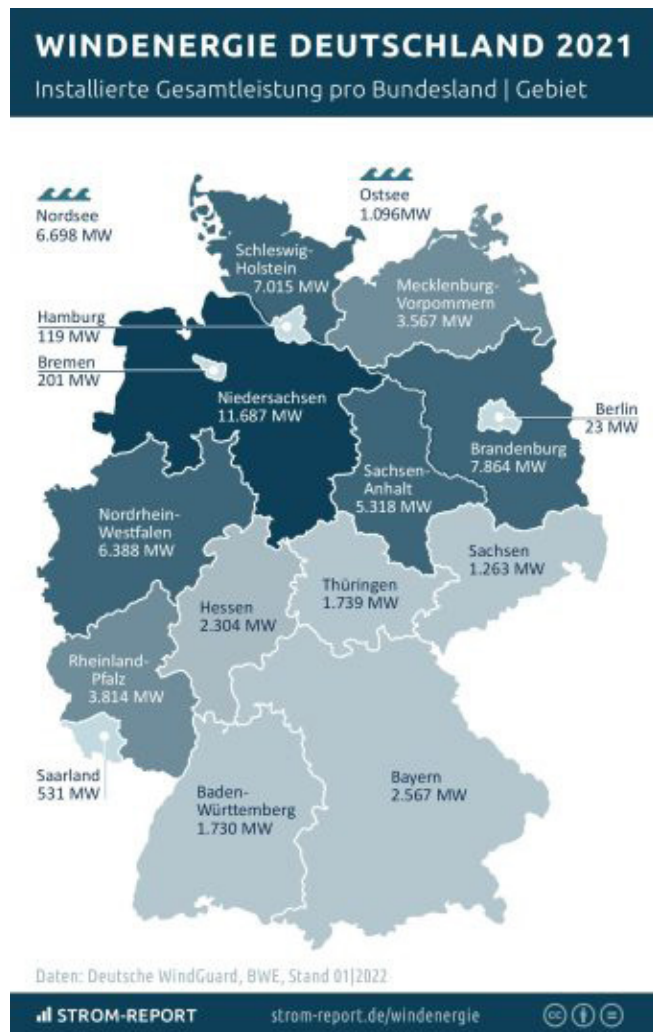 WINDENERGIE DEUTSCHLAND 2021
Installierte Gesamtleistung pro Bundesland | Gebiet
Nordsee
6.698 MW
Ostsee
1.096MW
Schleswig-
Holstein
7.015 MW
Mecklenburg-
Vorpommern
3.567 MW
Hamburg
119 MW
Bremen
201 MW
Niedersachsen
11.687 MW
Berlin
23 MW
Brandenburg
7.864 MW
Sachsen-
Anhalt
5.318 MW
Nordrhein-
Westfalen
6.388 MW
Sachsen
1.263 MW
Thüringen
1.739 MW
Hessen
2.304 MW
Rheinland-
Pfalz
3.814 MW
Saarland
531 MW
Baden-
Württemberg
1.730 MW
Bayern
2.567 MW
Daten: Deutsche WindGuard, BWE, Stand 01|2022
STROM-REPORT
strom-report.de/windenergie
cc